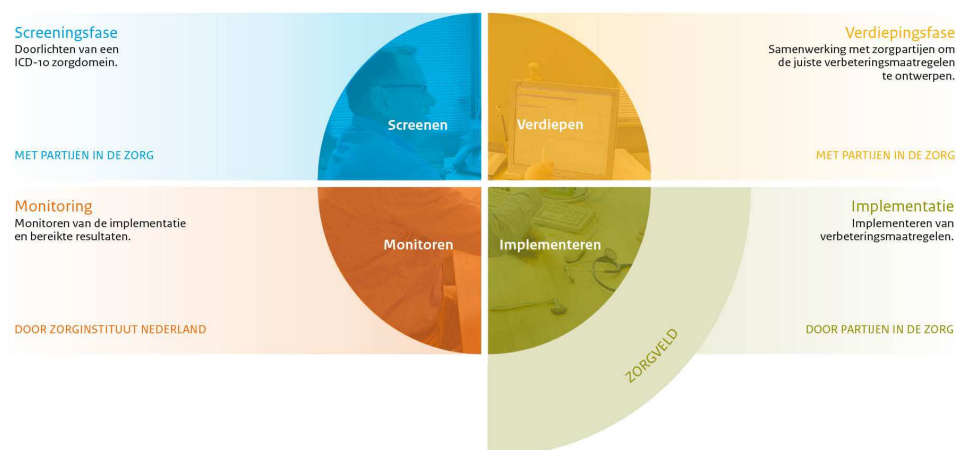 Screeningsfase
Doorlichten van een
ICD-10 zorgdomein.
Screenen
MET PARTIJEN IN DE ZORG
Verdiepingsfase
Samenwerking met zorgpartijen om
de juiste verbeteringsmaatregelen
te ontwerpen.
Verdiepen
MET PARTIJEN IN DE ZORG
Monitoring
Monitoren van de implementatie
en bereikte resultaten.
Monitoren
DOOR ZORGINSTITUUT NEDERLAND
Implementatie
Implementeren van
verbeteringsmaatregelen.
Implementeren
DOOR PARTIJEN IN DE ZORG
ZORGVELD